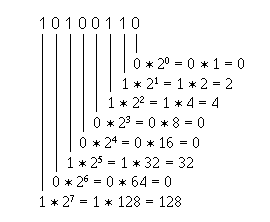 1 0 1 0 0 1 1 0
0 * 2⁰ = 0 * 1 = 0
1 * 2¹ = 1 * 2 = 2
1 * 2² = 1 * 4 = 4
0 * 2³ = 0 * 8 = 0
0 * 2⁴ = 0 * 16 = 0
1 * 2⁵ = 1 * 32 = 32
0 * 2⁶ = 0 * 64 = 0
1 * 2⁷ = 1 * 128 = 128